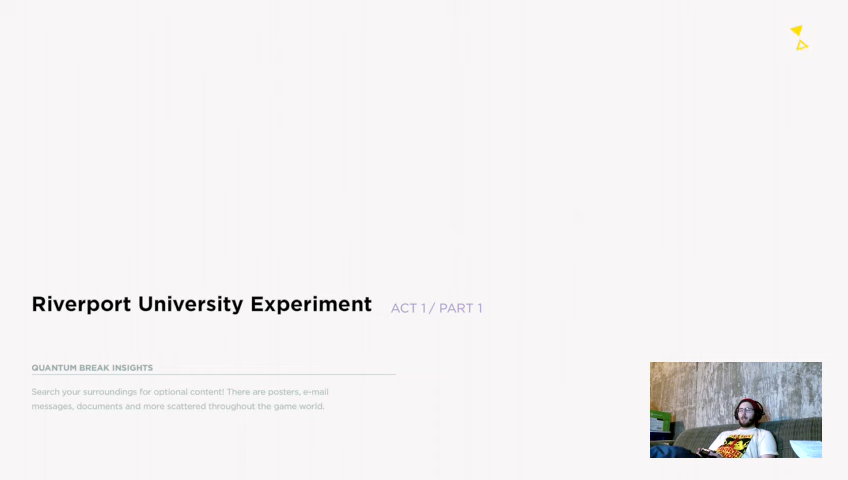 Riverport University Experiment ACT 1 / PART 1
QUANTUM BREAK INSIGHTS
Search your surroundings for optional content! There are posters, e-mail
messages, documents and more scattered throughout the game world.